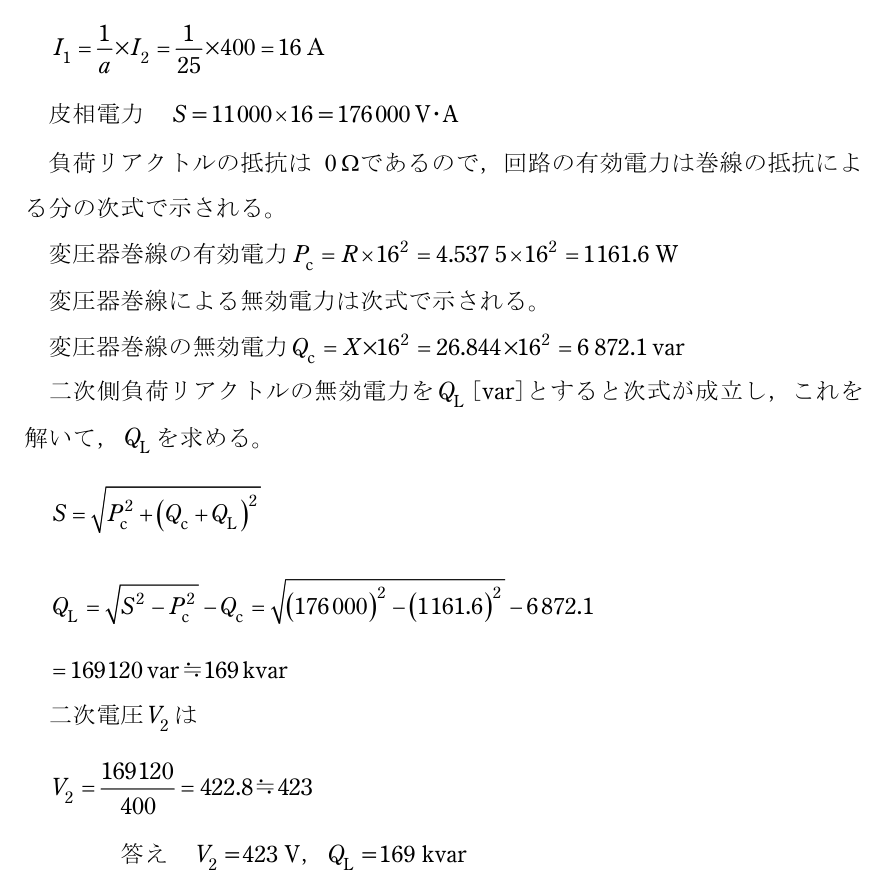 I₁ = 1/a × I₂ = 1/25 × 400 = 16 A
皮相電力 S = 11000 × 16 = 176000 V・A
負荷リアクトルの抵抗は 0 Ωであるので，回路の有効電力は巻線の抵抗によ
る分の次式で示される。
変圧器巻線の有効電力 P_c = R × 16² = 4.537 5 × 16² = 1161.6 W
変圧器巻線による無効電力は次式で示される。
変圧器巻線の無効電力 Q_c = X × 16² = 26.844 × 16² = 6 872.1 var
二次側負荷リアクトルの無効電力を Q_L [var] とすると次式が成立し，これを
解いて，Q_L を求める。
S = √(P_c² + (Q_c + Q_L)²)
Q_L = √(S² − P_c²) − Q_c = √((176 000)² − (1161.6)²) − 6 872.1
= 169120 var ≒ 169 kvar
二次電圧 V₂ は
V₂ = 169120/400 = 422.8 ≒ 423
答え V₂ = 423 V， Q_L = 169 kvar